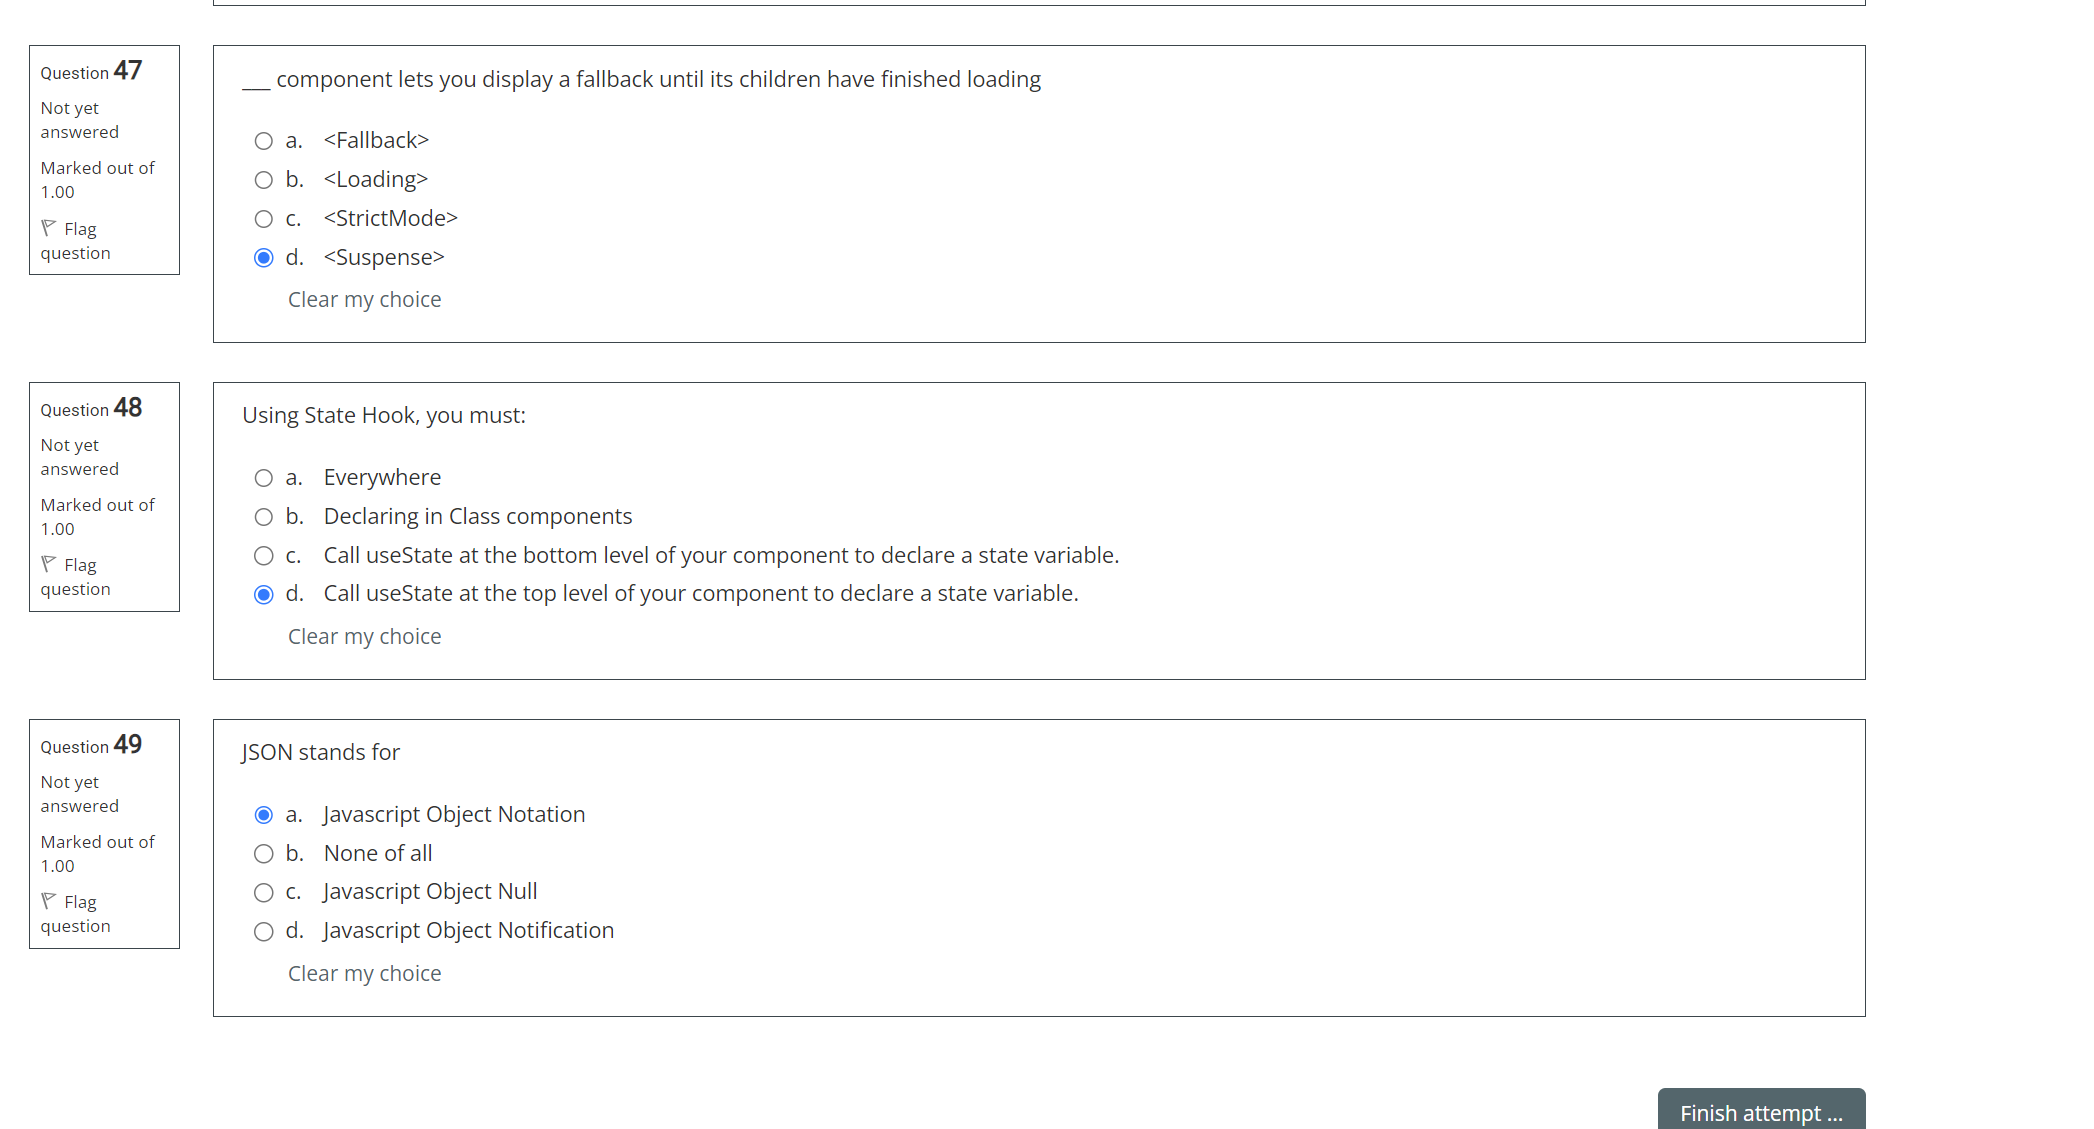 Question 47
Not yet
answered
Marked out of
1.00
Flag
question
___ component lets you display a fallback until its children have finished loading
a. <Fallback>
b. <Loading>
c. <StrictMode>
d. <Suspense>
Clear my choice
Question 48
Not yet
answered
Marked out of
1.00
Flag
question
Using State Hook, you must:
a. Everywhere
b. Declaring in Class components
c. Call useState at the bottom level of your component to declare a state variable.
d. Call useState at the top level of your component to declare a state variable.
Clear my choice
Question 49
Not yet
answered
Marked out of
1.00
Flag
question
JSON stands for
a. Javascript Object Notation
b. None of all
c. Javascript Object Null
d. Javascript Object Notification
Clear my choice
Finish attempt ...